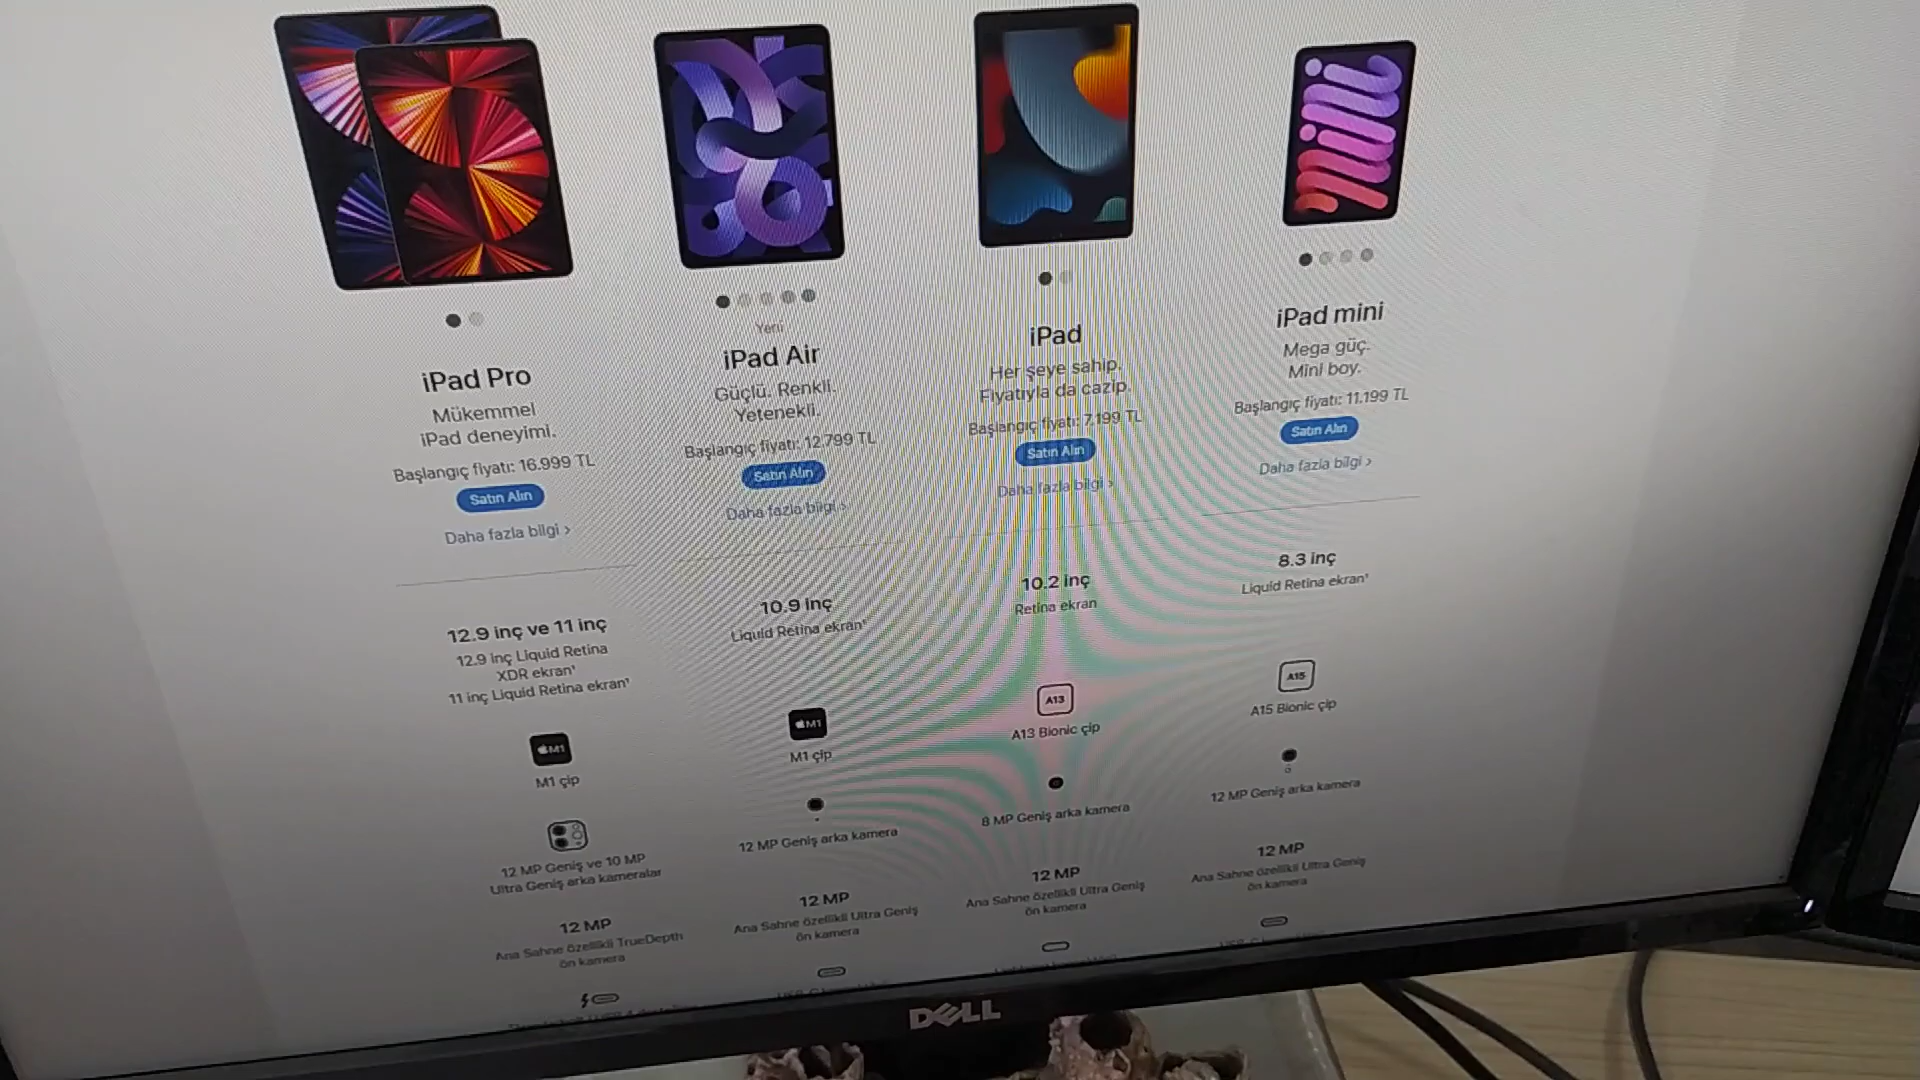 mini
iPad Pro
Mükemmel
iPad deneyimi.
Başlangıç fiyatı: 16.999 TL
Satın Alın
Daha fazla bilgi ›
12.9 inç ve 11 inç
12.9 inç Liquid Retina
XDR ekran¹
11 inç Liquid Retina ekran¹
M1
M1 çip
12 MP Geniş ve 10 MP
Ultra Geniş arka kameralar
12 MP
Ana Sahne özellikli TrueDepth
ön kamera
Yeni
iPad Air
Güçlü. Renkli.
Yetenekli.
Başlangıç fiyatı: 12.799 TL
Satın Alın
Daha fazla bilgi ›
10.9 inç
Liquid Retina ekran¹
M1
M1 çip
12 MP Geniş arka kamera
12 MP
Ana Sahne özellikli Ultra Geniş
ön kamera
iPad
Her şeye sahip.
Fiyatıyla da cazip.
Başlangıç fiyatı: 7.199 TL
Satın Alın
Daha fazla bilgi ›
10.2 inç
Retina ekran
A13
A13 Bionic çip
8 MP Geniş arka kamera
12 MP
Ana Sahne özellikli Ultra Geniş
ön kamera
iPad mini
Mega güç.
Mini boy.
Başlangıç fiyatı: 11.199 TL
Satın Alın
Daha fazla bilgi ›
8.3 inç
Liquid Retina ekran¹
A15
A15 Bionic çip
12 MP Geniş arka kamera
12 MP
Ana Sahne özellikli Ultra Geniş
ön kamera
DELL